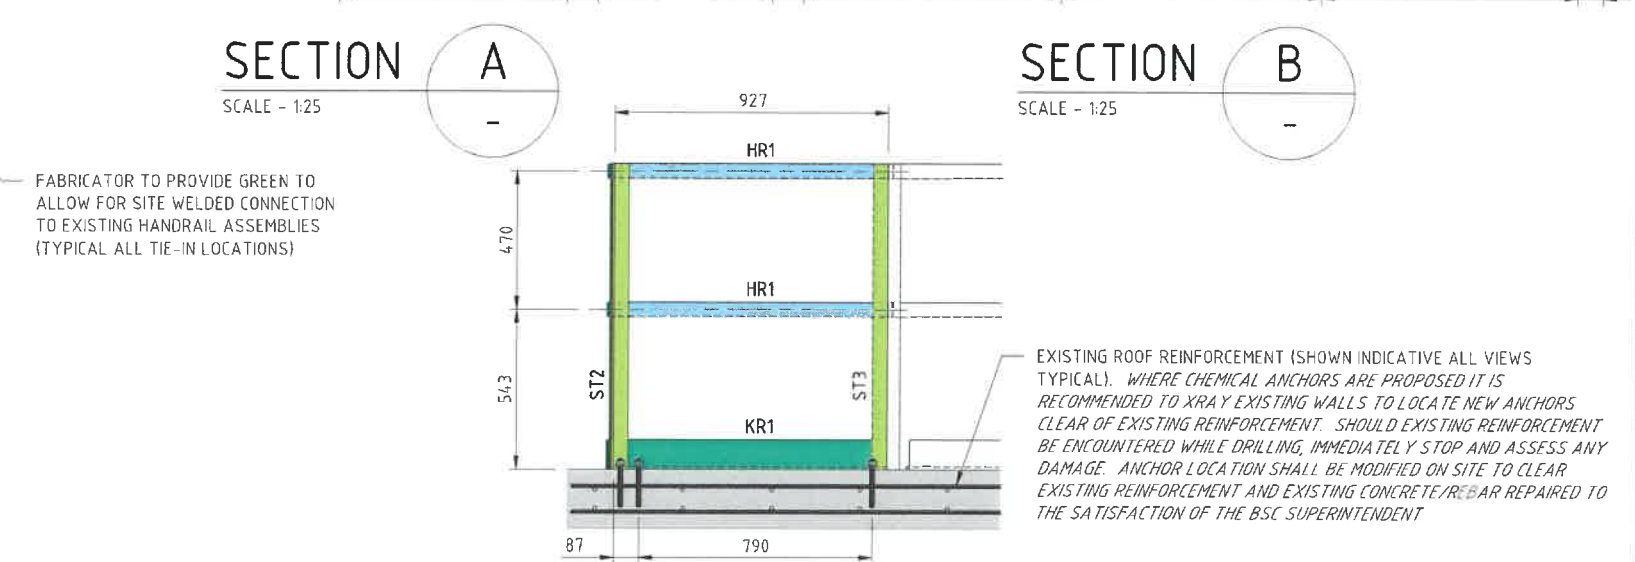 SECTION A
SCALE - 1:25
-
SECTION B
SCALE - 1:25
-
FABRICATOR TO PROVIDE GREEN TO
ALLOW FOR SITE WELDED CONNECTION
TO EXISTING HANDRAIL ASSEMBLIES
(TYPICAL ALL TIE-IN LOCATIONS)
927
HR1
470
HR1
543
ST2
ST3
KR1
87
790
EXISTING ROOF REINFORCEMENT (SHOWN INDICATIVE ALL VIEWS
TYPICAL). WHERE CHEMICAL ANCHORS ARE PROPOSED IT IS
RECOMMENDED TO XRAY EXISTING WALLS TO LOCATE NEW ANCHORS
CLEAR OF EXISTING REINFORCEMENT. SHOULD EXISTING REINFORCEMENT
BE ENCOUNTERED WHILE DRILLING, IMMEDIATELY STOP AND ASSESS ANY
DAMAGE. ANCHOR LOCATION SHALL BE MODIFIED ON SITE TO CLEAR
EXISTING REINFORCEMENT AND EXISTING CONCRETE/REBAR REPAIRED TO
THE SATISFACTION OF THE BSC SUPERINTENDENT